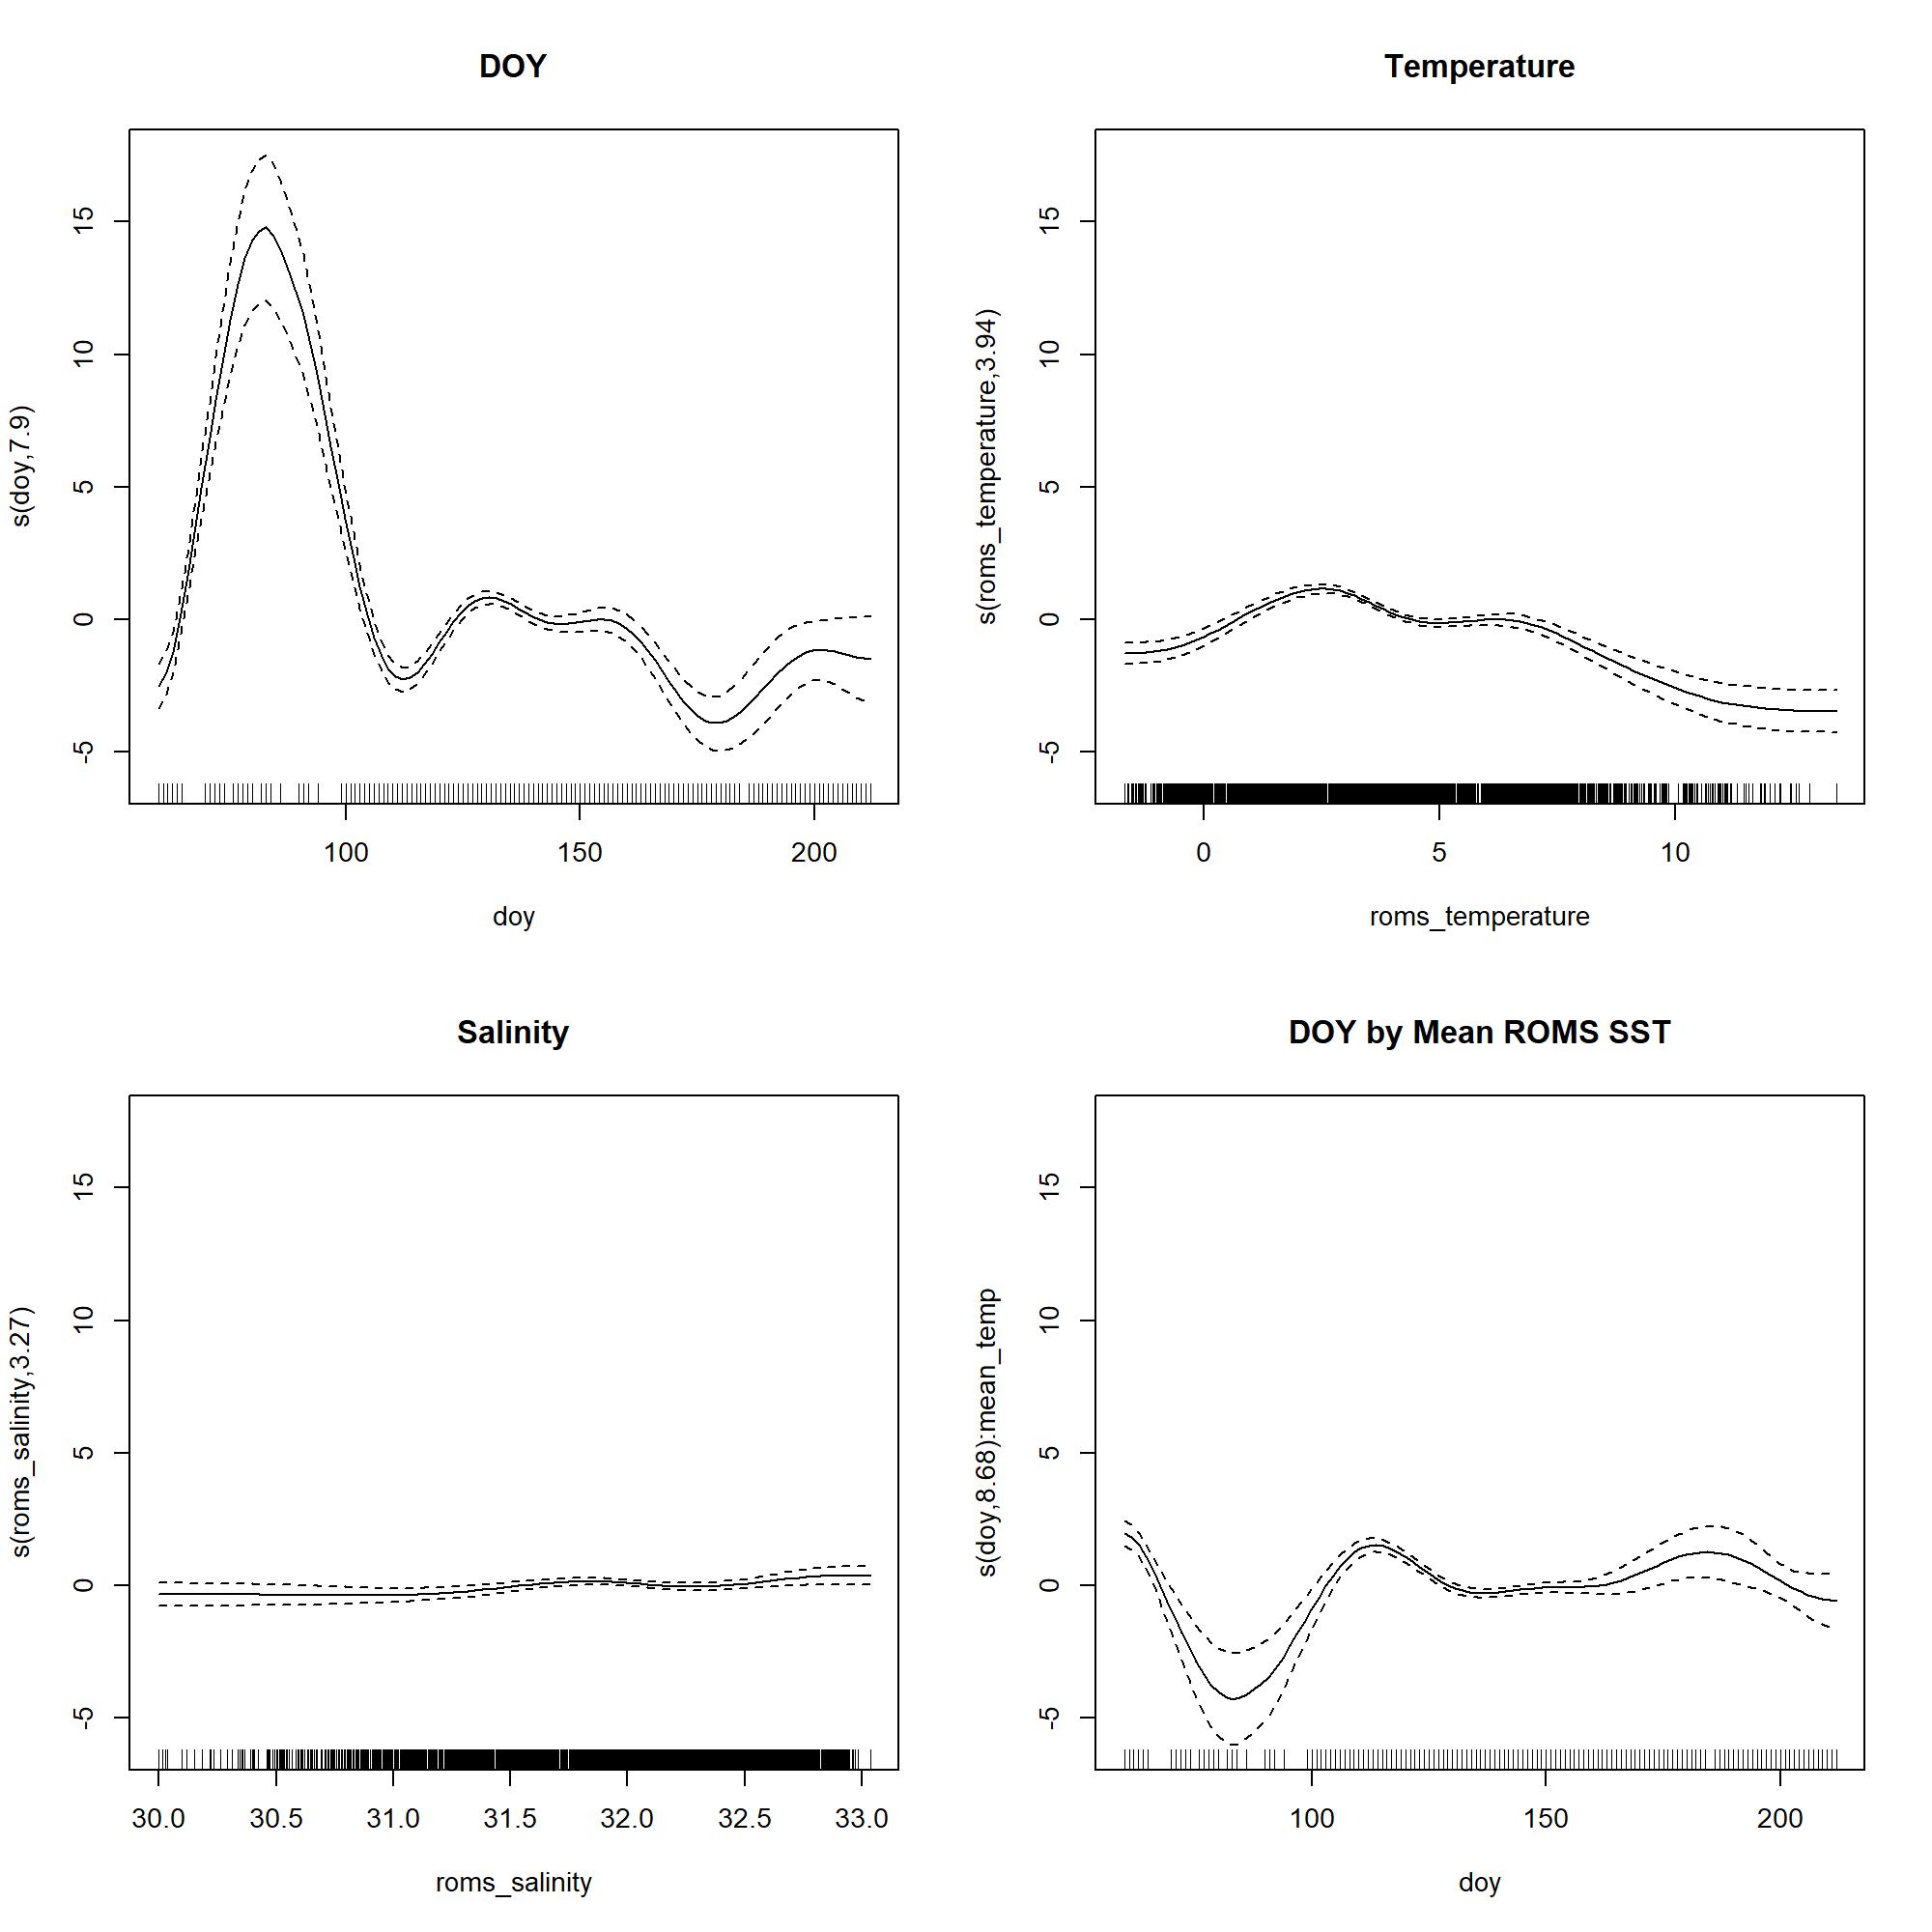 DOY
s(doy,7.9)
15
10
5
0
-5
100 150 200
doy
Temperature
s(roms_temperature,3.94)
15
10
5
0
-5
0 5 10
roms_temperature
Salinity
s(roms_salinity,3.27)
15
10
5
0
-5
30.0 30.5 31.0 31.5 32.0 32.5 33.0
roms_salinity
DOY by Mean ROMS SST
s(doy,8.68):mean_temp
15
10
5
0
-5
100 150 200
doy